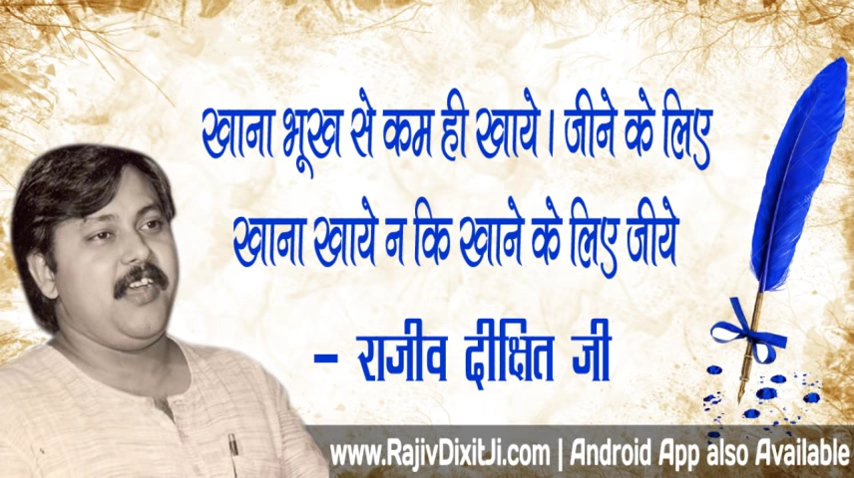 खाना भूख से कम ही खाये। जीने के लिए
खाना खाये न कि खाने के लिए जीये
– राजीव दीक्षित जी
www.RajivDixitJi.com | Android App also Available